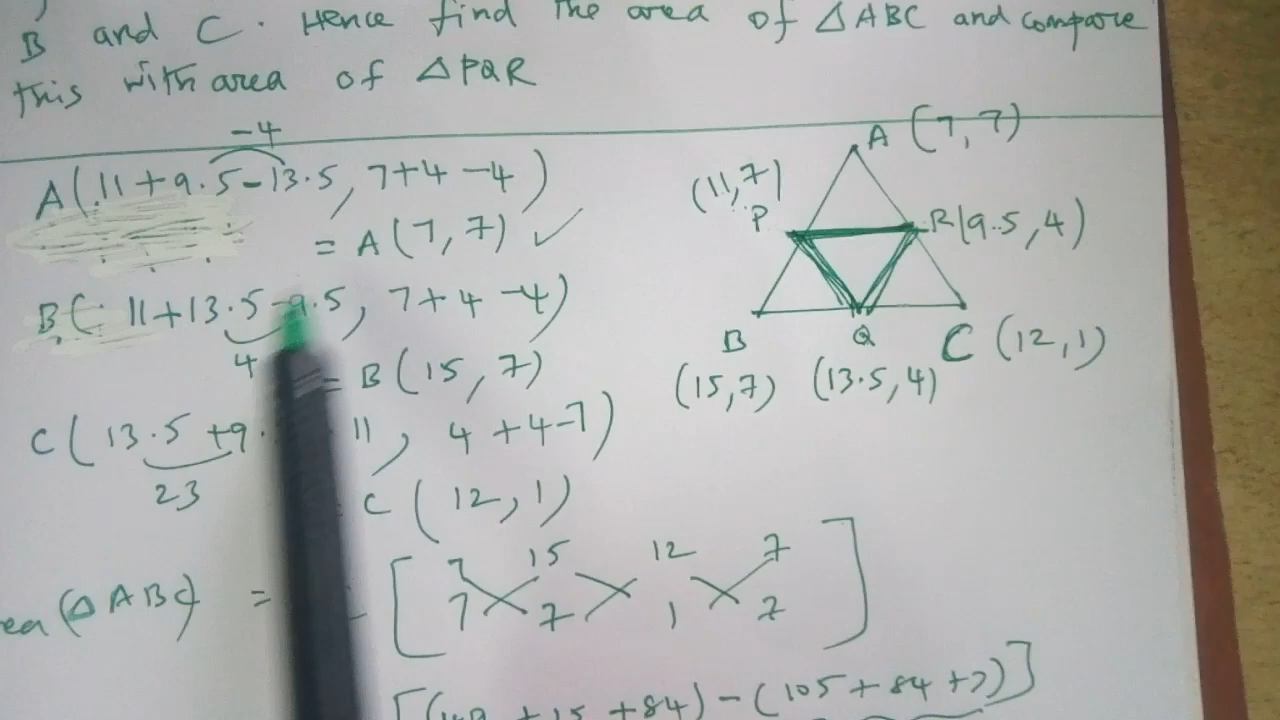 B and C. Hence find the area of △ABC and compare
this with area of △PQR
-4
A(11+9.5-13.5, 7+4-4)
= A(7,7) ✓
B( 11+13.5-9.5, 7+4-4)
4
= B(15,7)
C(13.5+9. 11, 4+4-7)
23
C(12,1)
A (7,7)
(11,7)
P
R(9.5,4)
B
Q
C (12,1)
(15,7) (13.5,4)
(△ABC) = [ 7 15 12 7
7 7 1 7 ]
+15+84)-(105+84+7)]